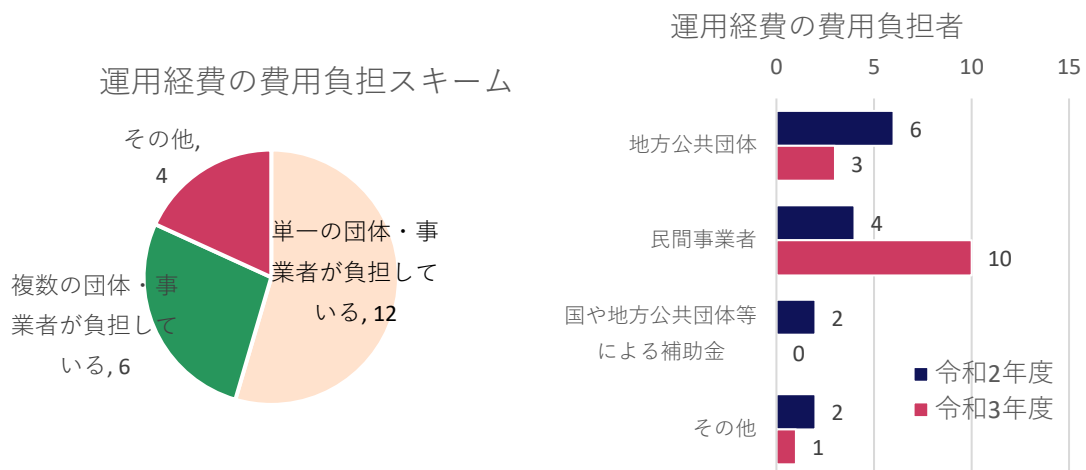 運用経費の費用負担スキーム
その他,
4
単一の団体・事
業者が負担して
いる, 12
複数の団体・事
業者が負担して
いる, 6
運用経費の費用負担者
0 5 10 15
地方公共団体
6
3
民間事業者
4
10
国や地方公共団体等
による補助金
2
0
その他
2
1
令和2年度
令和3年度